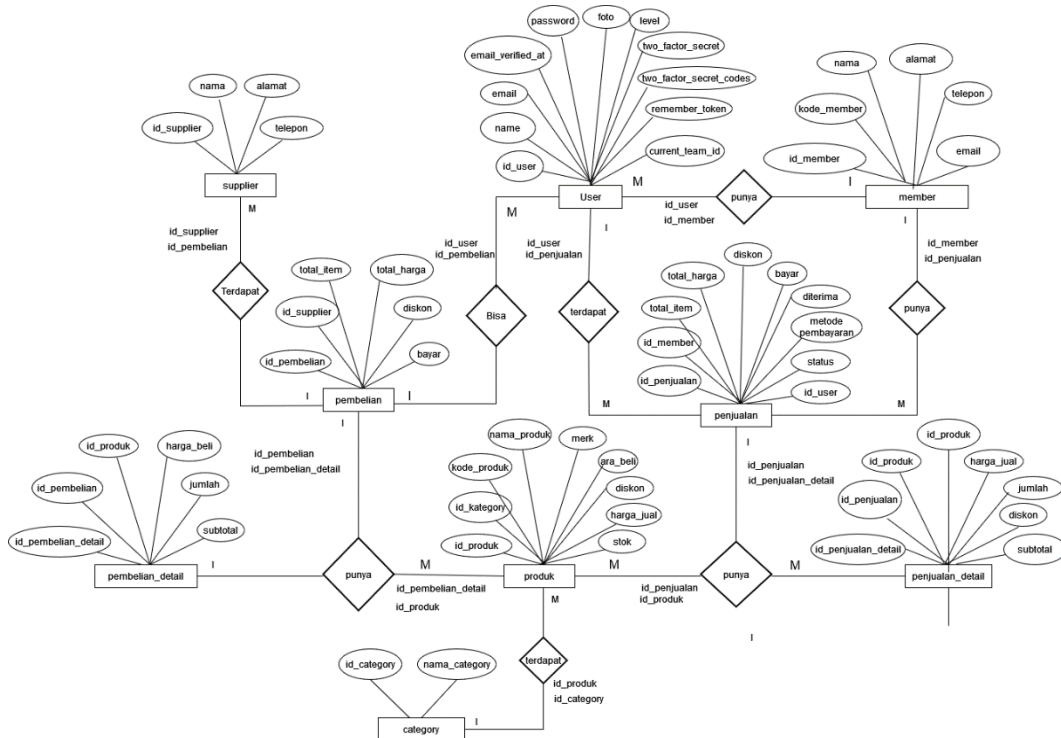 password
foto
level
email_verified_at
two_factor_secret
two_factor_secret_codes
email
remember_token
name
current_team_id
id_user
User
nama
alamat
id_supplier
telepon
supplier
nama
alamat
kode_member
telepon
id_member
email
member
M
id_supplier
id_pembelian
Terdapat
I
M
id_user
id_pembelian
Bisa
I
I
id_user
id_penjualan
terdapat
M
M
id_user
id_member
punya
I
I
id_member
id_penjualan
punya
M
total_item
total_harga
id_supplier
diskon
id_pembelian
bayar
pembelian
diskon
total_harga
bayar
total_item
diterima
id_member
metode
pembayaran
status
id_penjualan
id_user
penjualan
I
id_pembelian
id_pembelian_detail
I
id_penjualan
id_penjualan_detail
id_produk
harga_beli
id_pembelian
jumlah
id_pembelian_detail
subtotal
pembelian_detail
I
punya
M
id_pembelian_detail
id_produk
nama_produk
merk
kode_produk
ara_beli
id_kategory
diskon
harga_jual
id_produk
stok
produk
M
id_penjualan
id_produk
punya
M
I
id_produk
id_produk
harga_jual
id_penjualan
jumlah
diskon
id_penjualan_detail
subtotal
penjualan_detail
M
terdapat
id_produk
id_category
id_category
nama_category
category
I